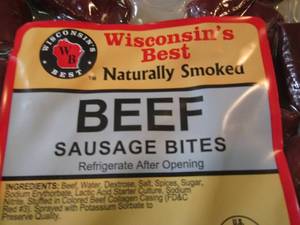 WISCONSIN'S
WB
BEST
TM
Wisconsin's
Best
Naturally Smoked
BEEF
SAUSAGE BITES
Refrigerate After Opening
INGREDIENTS: Beef, Water, Dextrose, Salt, Spices, Sugar,
Sodium Erythorbate, Lactic Acid Starter Culture, Sodium
Nitrite. Stuffed in Colored Beef Collagen Casing (FD&C
Red #3). Sprayed with Potassium Sorbate to
Preserve Quality.
U.S.